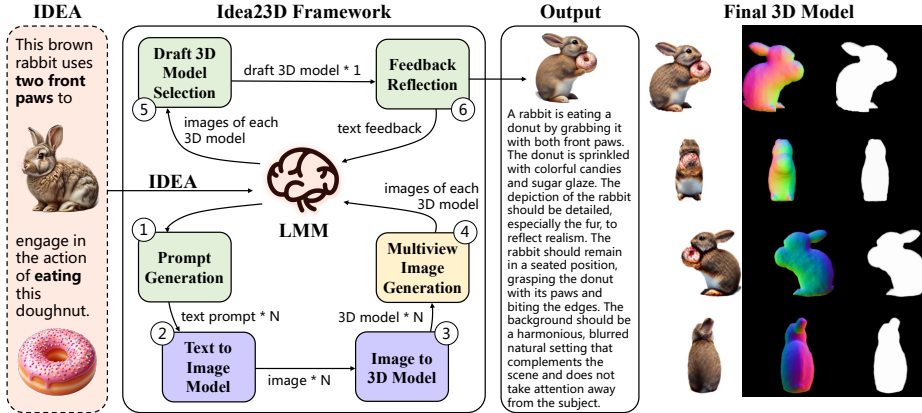 IDEA
This brown
rabbit uses
two front
paws to
engage in
the action
of eating this
doughnut.
Idea23D Framework
Draft 3D
Model
Selection
5
draft 3D model * 1
Feedback
Reflection
6
images of each
3D model
text feedback
IDEA
LMM
images of each
3D model
1
Prompt
Generation
4
Multiview
Image
Generation
text prompt * N
3D model * N
2
Text to
Image
Model
image * N
3
Image to
3D Model
Output
A rabbit is eating a
donut by grabbing it
with both front paws.
The donut is sprinkled
with colorful candies
and sugar glaze. The
depiction of the rabbit
should be detailed,
especially the fur, to
reflect realism. The
rabbit should remain
in a seated position,
grasping the donut
with its paws and
biting the edges. The
background should be
a harmonious, blurred
natural setting that
complements the
scene and does not
take attention away
from the subject.
Final 3D Model